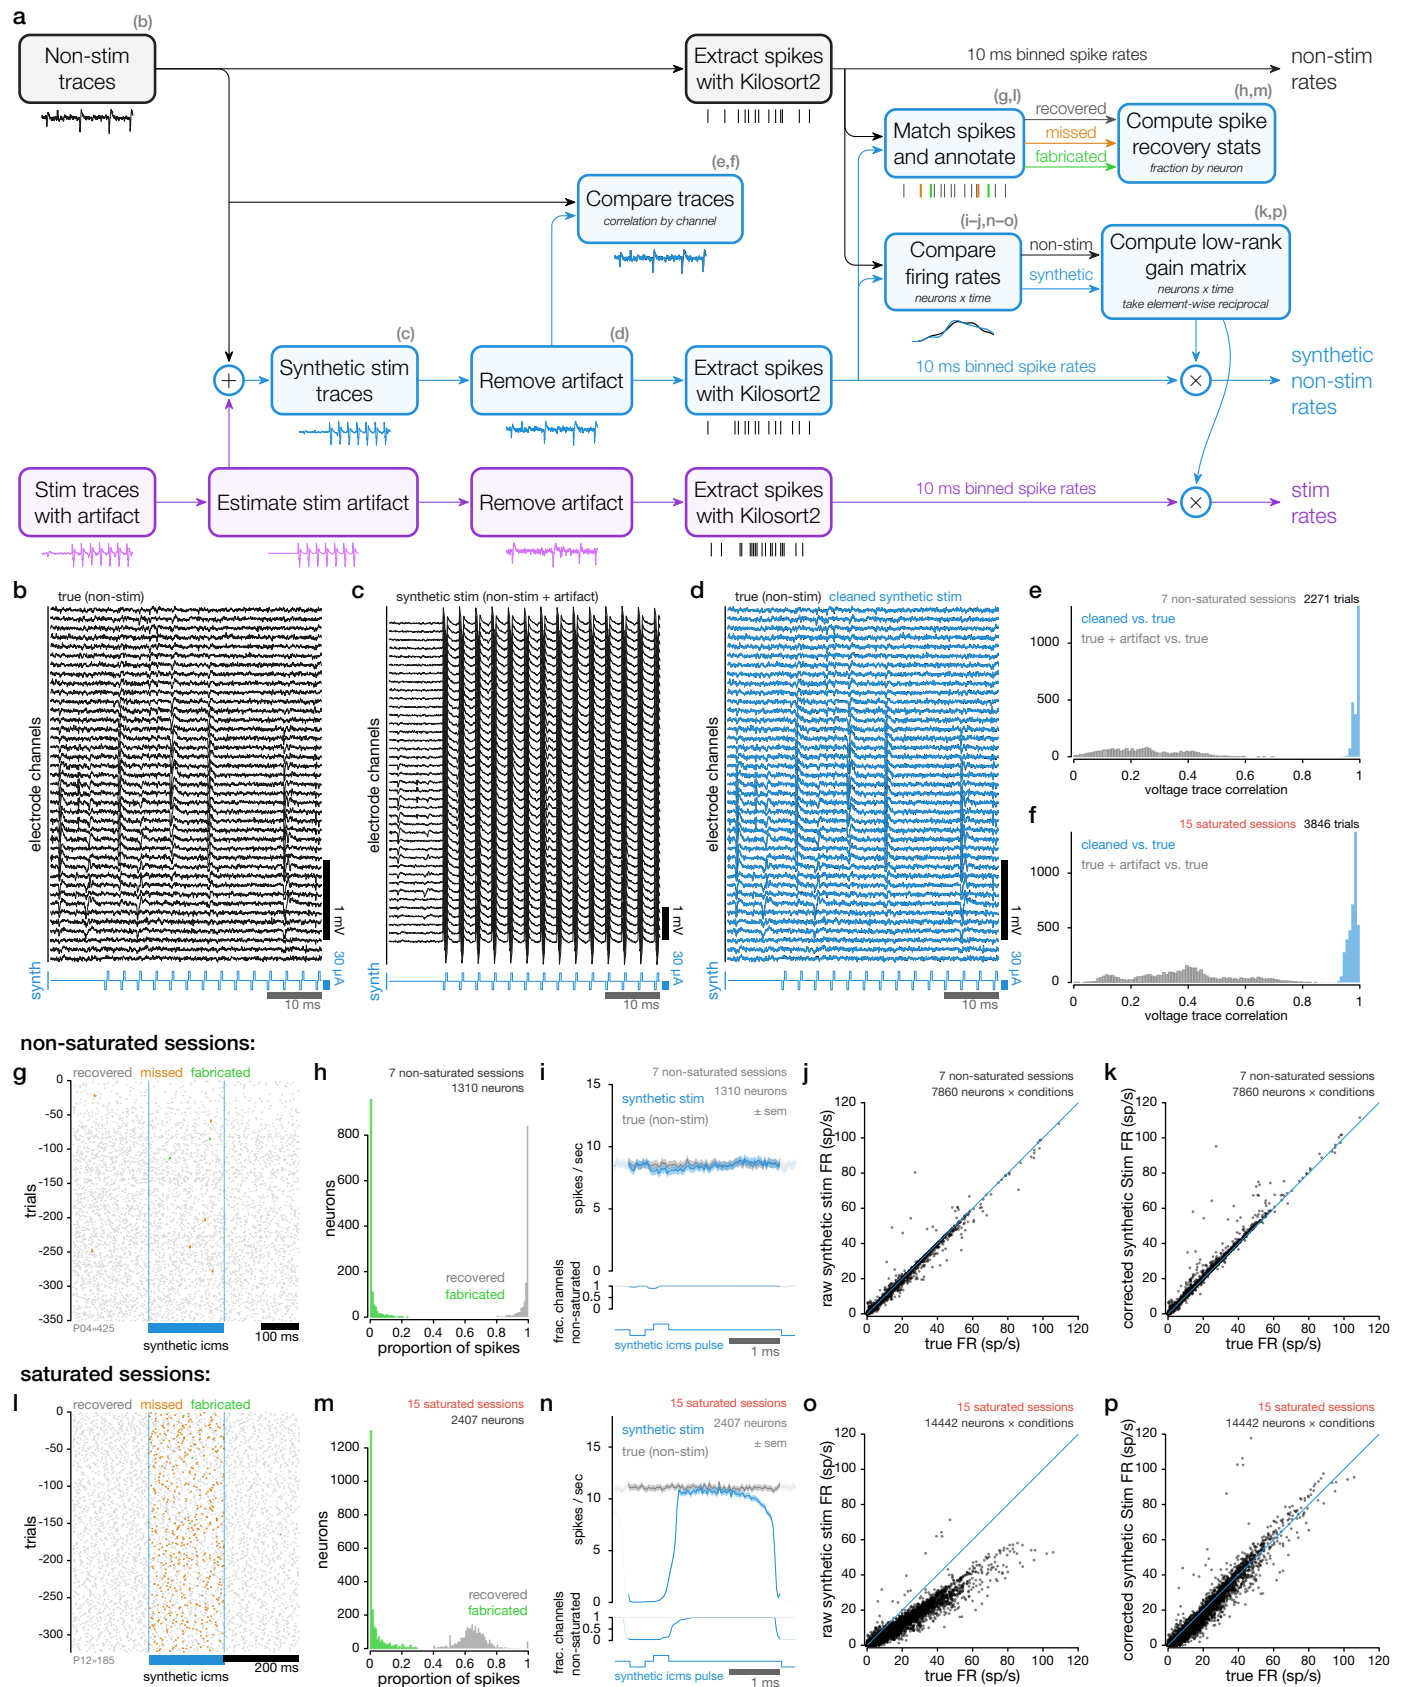 a
(b)
Non-stim
traces
Extract spikes
with Kilosort2
10 ms binned spike rates
non-stim
rates
(g,l)
Match spikes
and annotate
recovered
missed
fabricated
(h,m)
Compute spike
recovery stats
fraction by neuron
(e,f)
Compare traces
correlation by channel
(i–j,n–o)
Compare
firing rates
neurons x time
non-stim
synthetic
(k,p)
Compute low-rank
gain matrix
neurons x time
take element-wise reciprocal
+
(c)
Synthetic stim
traces
(d)
Remove artifact
Extract spikes
with Kilosort2
10 ms binned spike rates
×
synthetic
non-stim
rates
Stim traces
with artifact
Estimate stim artifact
Remove artifact
Extract spikes
with Kilosort2
10 ms binned spike rates
×
stim
rates
b
true (non-stim)
electrode channels
1 mV
30 µA
synth
10 ms
c
synthetic stim (non-stim + artifact)
electrode channels
1 mV
30 µA
synth
10 ms
d
true (non-stim) cleaned synthetic stim
electrode channels
1 mV
30 µA
synth
10 ms
e
7 non-saturated sessions 2271 trials
cleaned vs. true
true + artifact vs. true
1000
500
0
0 0.2 0.4 0.6 0.8 1
voltage trace correlation
f
15 saturated sessions 3846 trials
cleaned vs. true
true + artifact vs. true
1000
500
0
0 0.2 0.4 0.6 0.8 1
voltage trace correlation
non-saturated sessions:
g
recovered missed fabricated
0
-50
-100
-150
-200
-250
-300
-350
trials
P04»425
100 ms
synthetic icms
h
7 non-saturated sessions
1310 neurons
800
600
400
200
0
neurons
recovered
fabricated
0 0.2 0.4 0.6 0.8 1
proportion of spikes
i
7 non-saturated sessions
1310 neurons
± sem
synthetic stim
true (non-stim)
15
10
5
0
spikes / sec
frac. channels
non-saturated
1
0.5
0
synthetic icms pulse
1 ms
j
7 non-saturated sessions
7860 neurons × conditions
raw synthetic stim FR (sp/s)
120
100
80
60
40
20
0
0 20 40 60 80 100 120
true FR (sp/s)
k
7 non-saturated sessions
7860 neurons × conditions
corrected synthetic Stim FR (sp/s)
120
100
80
60
40
20
0
0 20 40 60 80 100 120
true FR (sp/s)
saturated sessions:
l
recovered missed fabricated
0
-50
-100
-150
-200
-250
-300
trials
P12»185
200 ms
synthetic icms
m
15 saturated sessions
2407 neurons
1200
1000
800
600
400
200
0
neurons
recovered
fabricated
0 0.2 0.4 0.6 0.8 1
proportion of spikes
n
15 saturated sessions
2407 neurons
± sem
synthetic stim
true (non-stim)
15
10
5
0
spikes / sec
frac. channels
non-saturated
1
0.5
0
synthetic icms pulse
1 ms
o
15 saturated sessions
14442 neurons × conditions
raw synthetic stim FR (sp/s)
120
100
80
60
40
20
0
0 20 40 60 80 100 120
true FR (sp/s)
p
15 saturated sessions
14442 neurons × conditions
corrected synthetic Stim FR (sp/s)
120
100
80
60
40
20
0
0 20 40 60 80 100 120
true FR (sp/s)